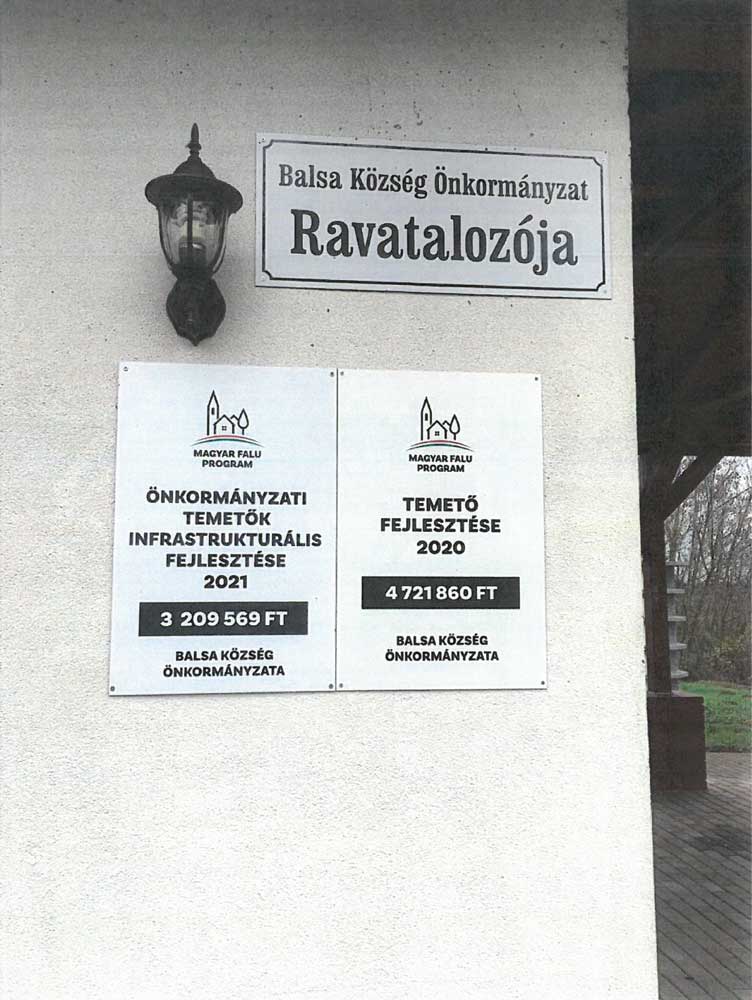 Balsa Község Önkormányzat
Ravatalozója
MAGYAR FALU
PROGRAM
ÖNKORMÁNYZATI
TEMETŐK
INFRASTRUKTURÁLIS
FEJLESZTÉSE
2021
3 209 569 FT
BALSA KÖZSÉG
ÖNKORMÁNYZATA
MAGYAR FALU
PROGRAM
TEMETŐ
FEJLESZTÉSE
2020
4 721 860 FT
BALSA KÖZSÉG
ÖNKORMÁNYZATA